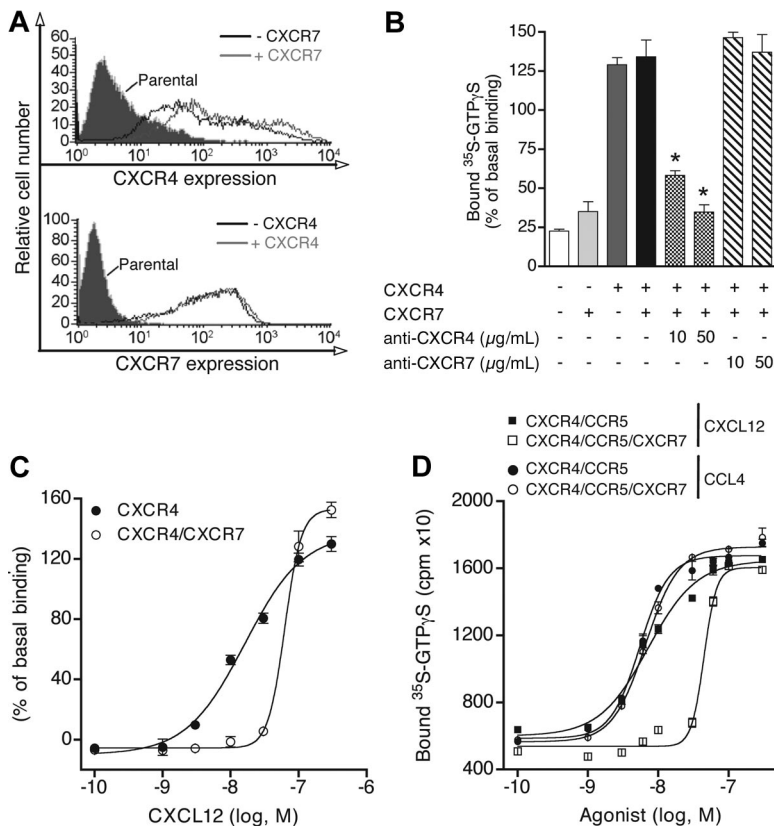 A
- CXCR7
+ CXCR7
Parental
Relative cell number
60
50
40
30
20
10
0
10⁰ 10¹ 10² 10³ 10⁴
CXCR4 expression
- CXCR4
+ CXCR4
Parental
100
80
60
40
20
0
10⁰ 10¹ 10² 10³ 10⁴
CXCR7 expression
B
Bound ³⁵S-GTPγS
(% of basal binding)
150
125
100
75
50
25
0
* *
CXCR4 - - + + + + + +
CXCR7 - + - + + + + +
anti-CXCR4 (µg/mL) - - - - 10 50 - -
anti-CXCR7 (µg/mL) - - - - - - 10 50
C
CXCR4
CXCR4/CXCR7
(% of basal binding)
160
120
80
40
0
-10 -9 -8 -7 -6
CXCL12 (log, M)
CXCR4/CCR5
CXCR4/CCR5/CXCR7
CXCL12
D
CXCR4/CCR5
CXCR4/CCR5/CXCR7
CCL4
Bound ³⁵S-GTPγS (cpm x10)
2000
1600
1200
800
400
-10 -9 -8 -7
Agonist (log, M)